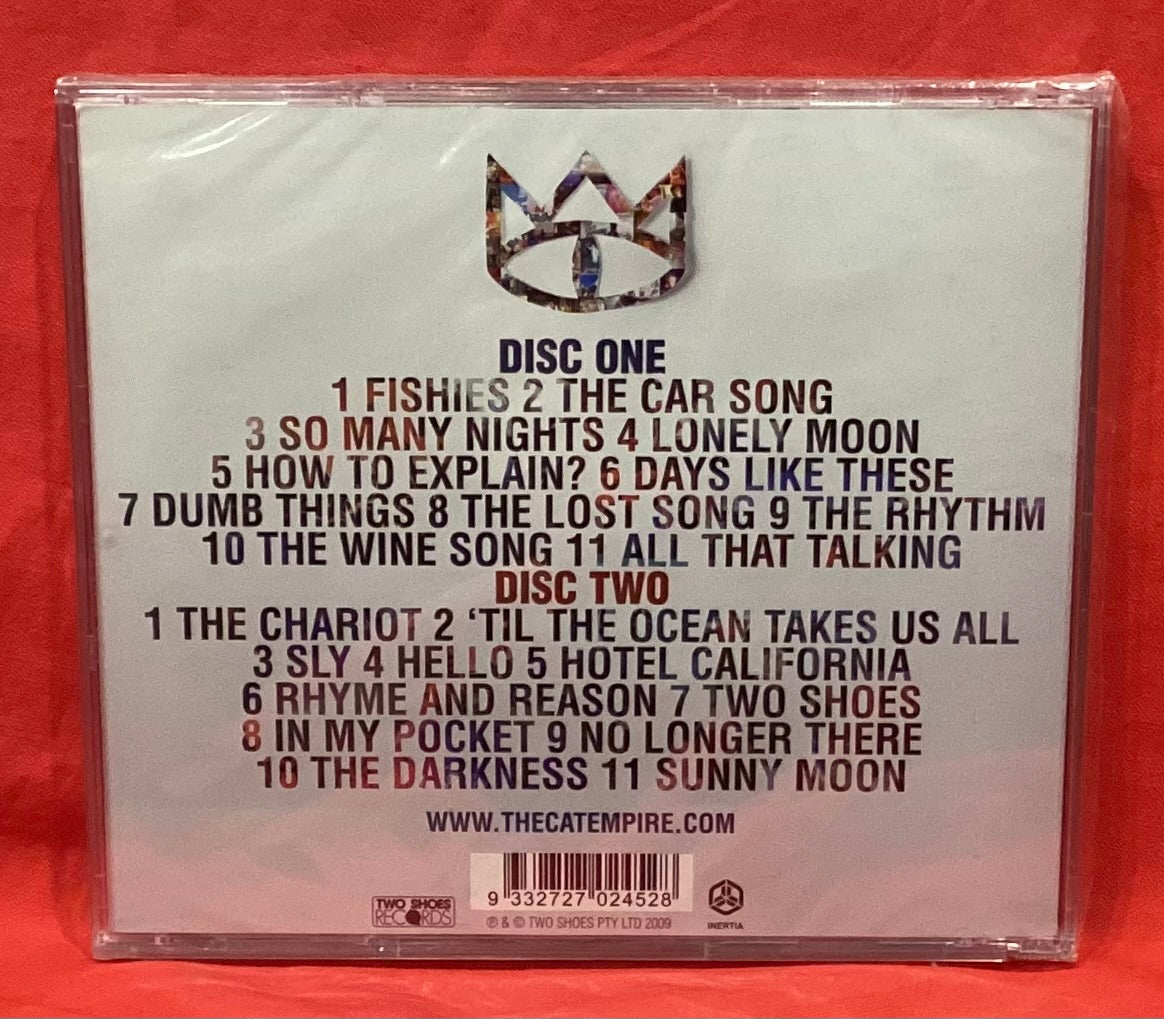 DISC ONE
1 FISHIES 2 THE CAR SONG
3 SO MANY NIGHTS 4 LONELY MOON
5 HOW TO EXPLAIN? 6 DAYS LIKE THESE
7 DUMB THINGS 8 THE LOST SONG 9 THE RHYTHM
10 THE WINE SONG 11 ALL THAT TALKING
DISC TWO
1 THE CHARIOT 2 ‘TIL THE OCEAN TAKES US ALL
3 SLY 4 HELLO 5 HOTEL CALIFORNIA
6 RHYME AND REASON 7 TWO SHOES
8 IN MY POCKET 9 NO LONGER THERE
10 THE DARKNESS 11 SUNNY MOON
WWW.THECATEMPIRE.COM
9 332727 024528
TWO SHOES
RECORDS
℗ & © TWO SHOES PTY LTD 2009
INERTIA